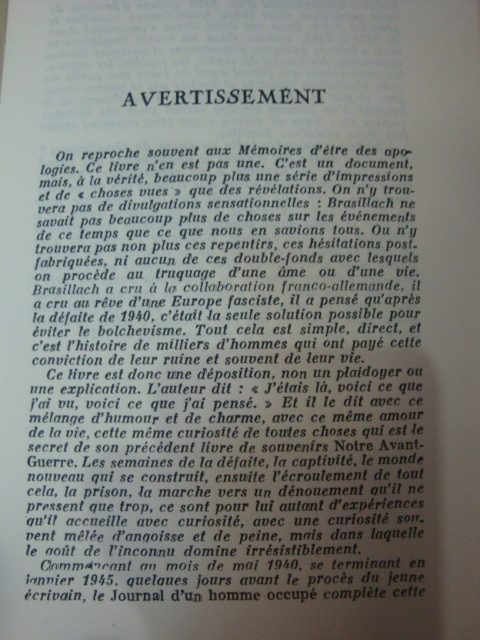 AVERTISSEMENT
On reproche souvent aux Mémoires d'être des apo-
logies. Ce livre n'en est pas une. C'est un document,
mais, à la vérité, beaucoup plus une série d'impressions
et de « choses vues » que des révélations. On n'y trou-
vera pas de divulgations sensationnelles : Brasillach ne
savait pas beaucoup plus de choses sur les événements
de ce temps que ce que nous en savions tous. Ou n'y
trouvera pas non plus ces repentirs, ces hésitations post-
fabriquées, ni aucun de ces double-fonds avec lesquels
on procède au truquage d'une âme ou d'une vie.
Brasillach a cru à la collaboration franco-allemande, il
a cru au rêve d'une Europe fasciste, il a pensé qu'après
la défaite de 1940, c'était la seule solution possible pour
éviter le bolchevisme. Tout cela est simple, direct, et
c'est l'histoire de milliers d'hommes qui ont payé cette
conviction de leur ruine et souvent de leur vie.
Ce livre est donc une déposition, non un plaidoyer ou
une explication. L'auteur dit : « J'étais là, voici ce que
j'ai vu, voici ce que j'ai pensé. » Et il le dit avec ce
mélange d'humour et de charme, avec ce même amour
de la vie, cette même curiosité de toutes choses qui est le
secret de son précédent livre de souvenirs Notre Avant-
Guerre. Les semaines de la défaite, la captivité, le monde
nouveau qui se construit, ensuite l'écroulement de tout
cela, la prison, la marche vers un dénouement qu'il ne
pressent que trop, ce sont pour lui autant d'expériences
qu'il accueille avec curiosité, avec une curiosité sou-
vent mêlée d'angoisse et de peine, mais dans laquelle
le goût de l'inconnu domine irrésistiblement.
Commençant au mois de mai 1940, se terminant en
janvier 1945, quelques jours avant le procès du jeune
écrivain, le Journal d'un homme occupé complète cette